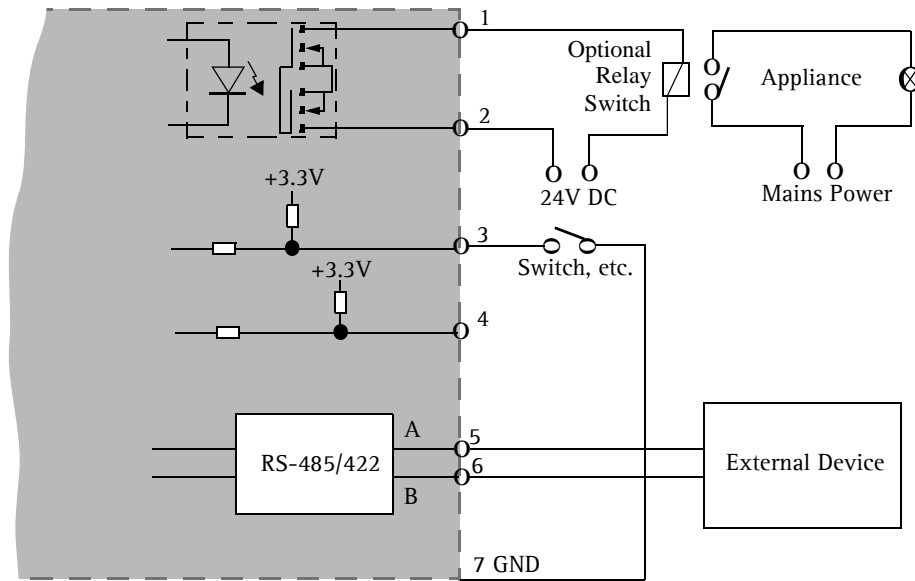 1
Optional
Relay
Switch
Appliance
2
24V DC
Mains Power
+3.3V
3
Switch, etc.
+3.3V
4
A
5
RS-485/422
6
External Device
B
7 GND